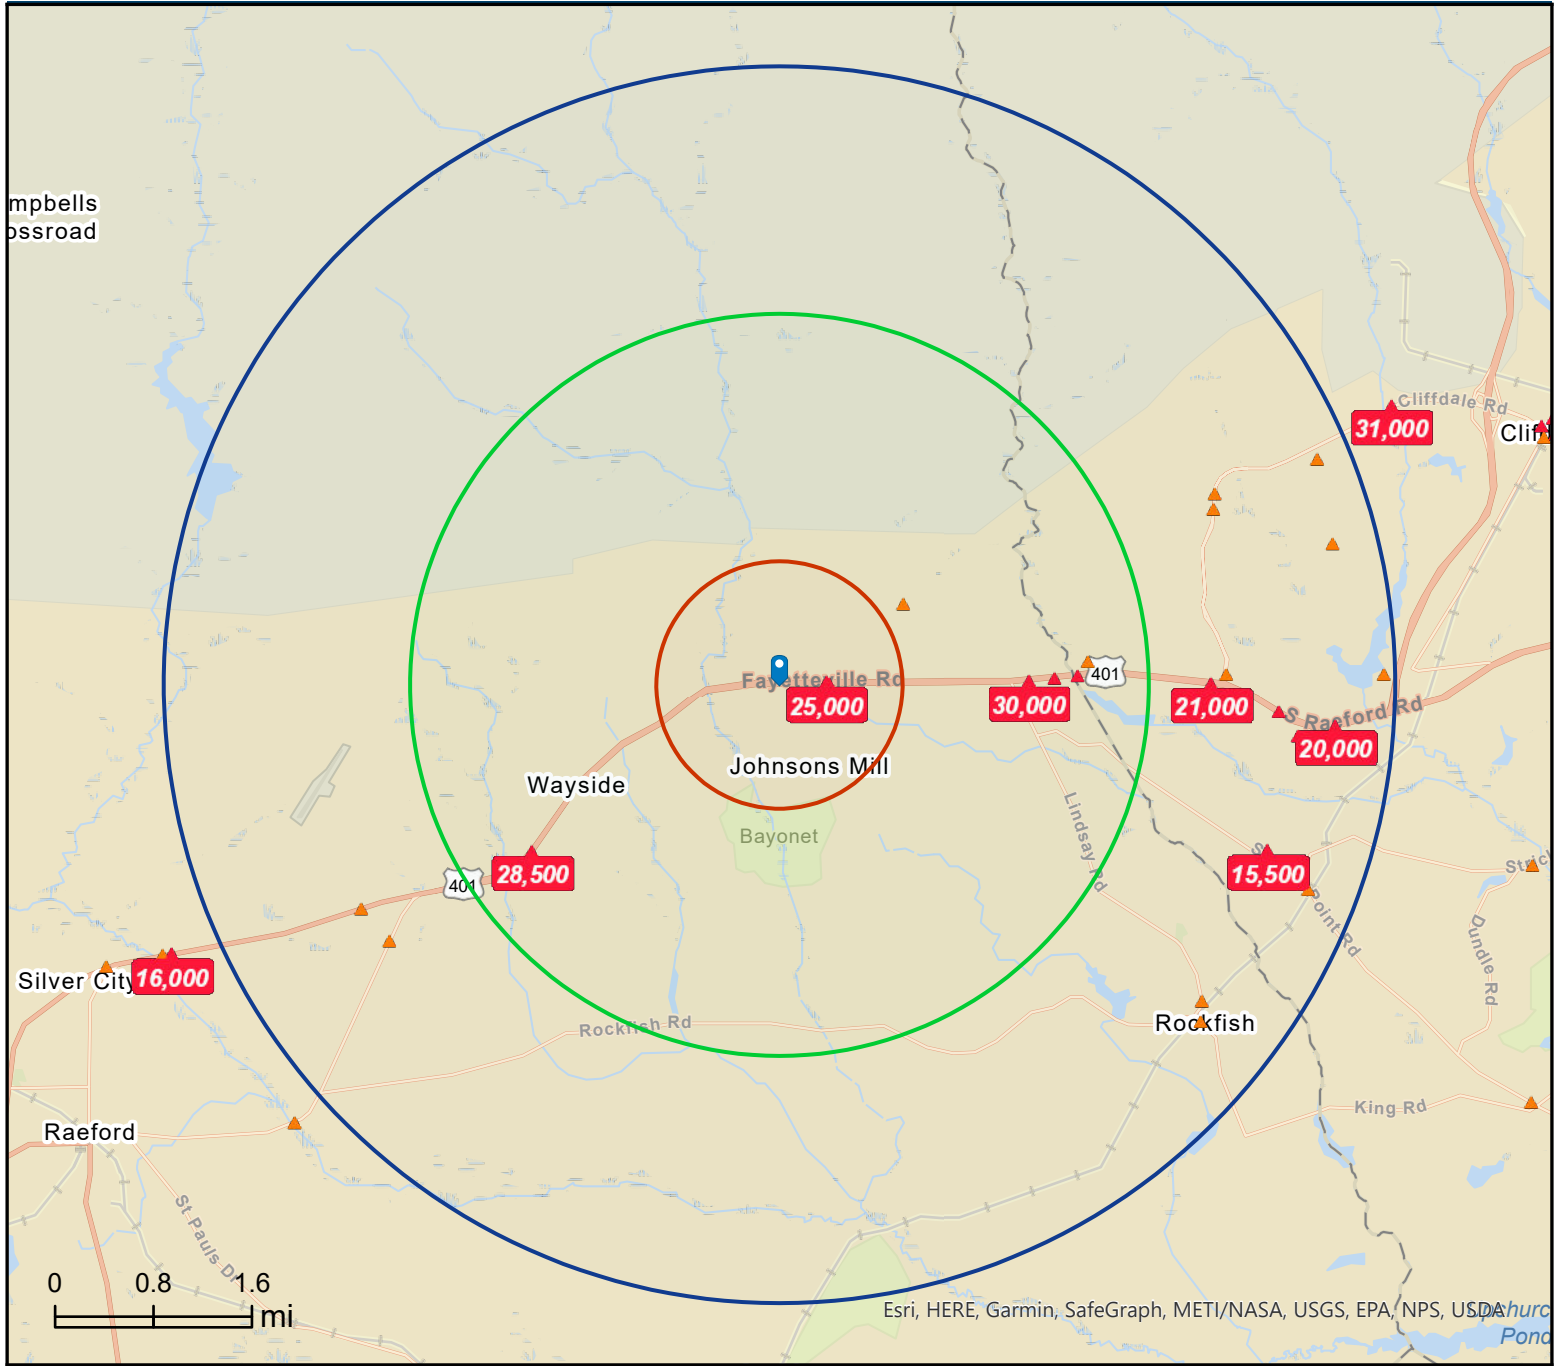 mpbells
ossroad
Cliffdale Rd
31,000
Clif
Fayetteville Rd
401
25,000
30,000
21,000
S Raeford Rd
20,000
Johnsons Mill
Wayside
Bayonet
Lindsay Rd
28,500
401
15,500
Point Rd
Dundle Rd
Silver City
16,000
Rockfish Rd
Rockfish
King Rd
Raeford
St Pauls Dr
0 0.8 1.6
mi
Esri, HERE, Garmin, SafeGraph, METI/NASA, USGS, EPA, NPS, USDA
Pond